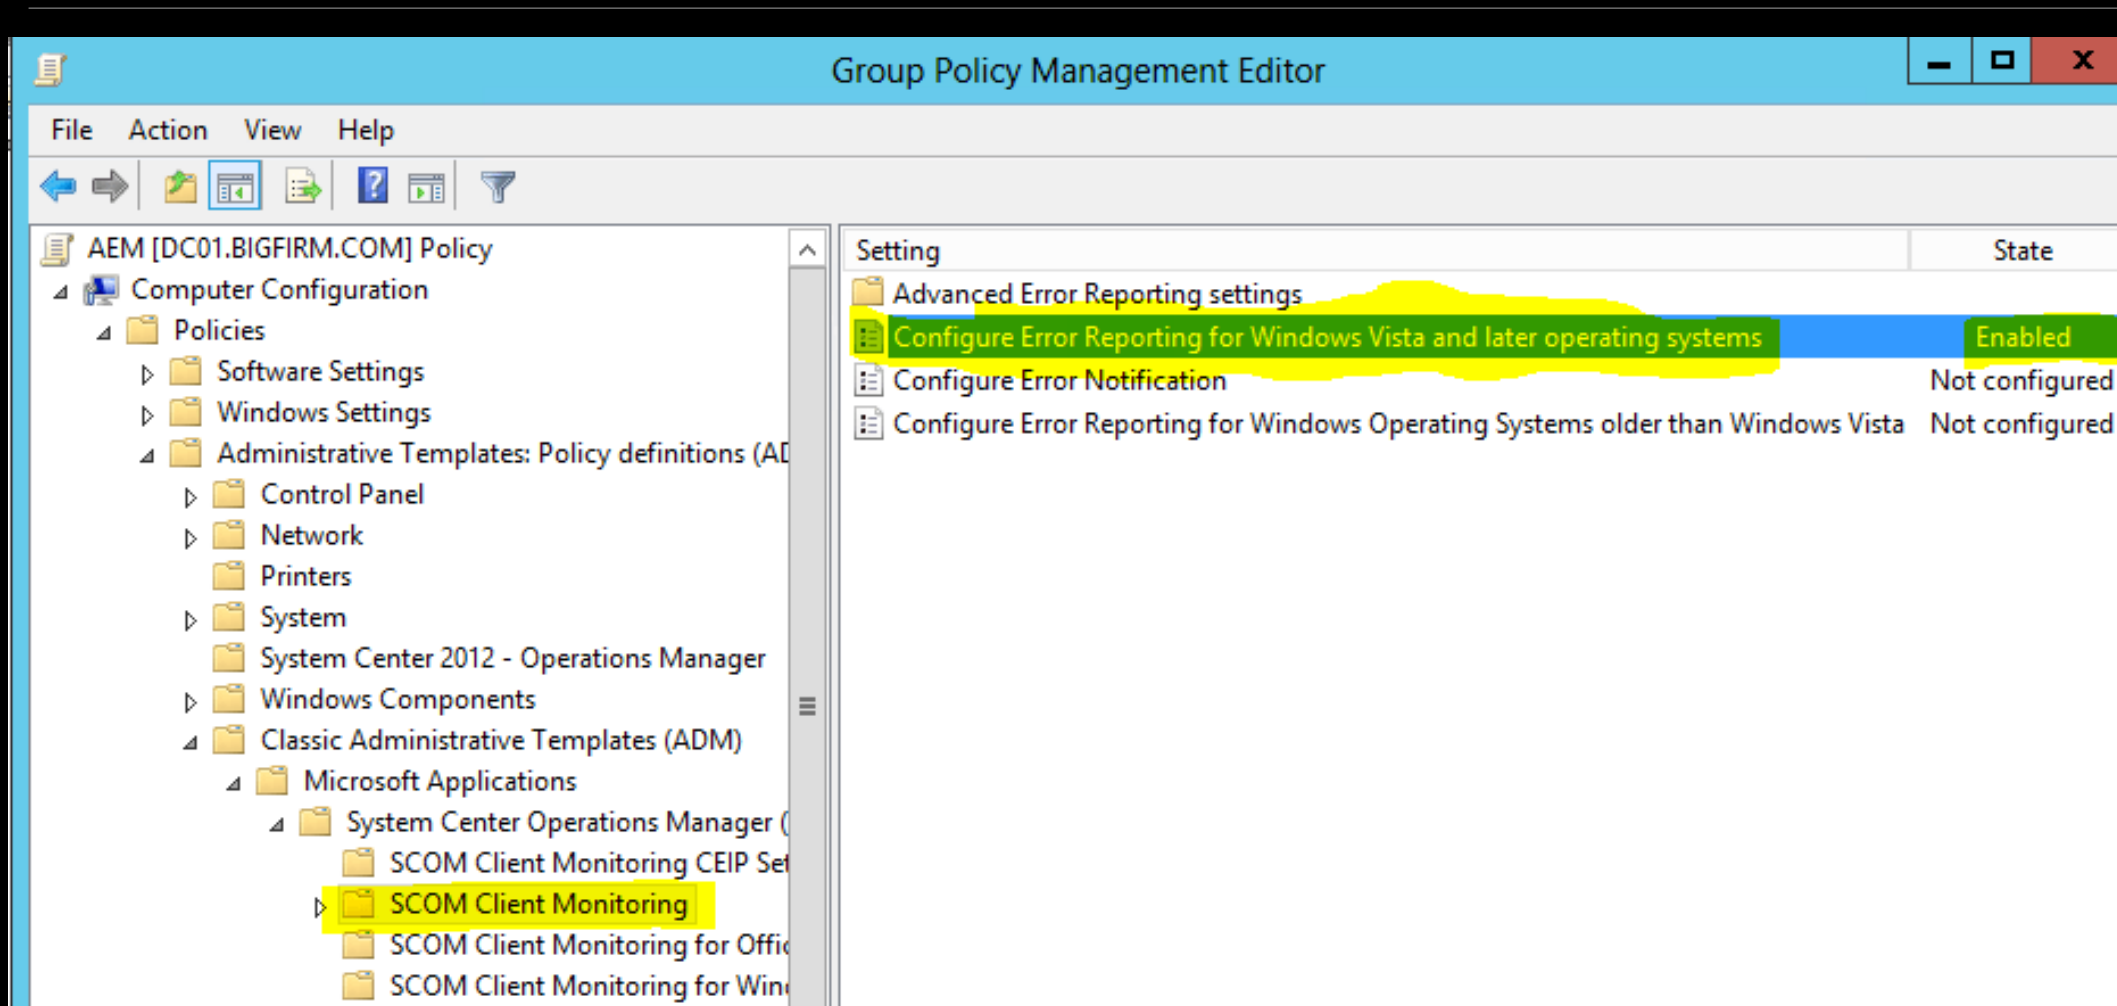 Group Policy Management Editor
File Action View Help
AEM [DC01.BIGFIRM.COM] Policy
Computer Configuration
Policies
Software Settings
Windows Settings
Administrative Templates: Policy definitions (AD
Control Panel
Network
Printers
System
System Center 2012 - Operations Manager
Windows Components
Classic Administrative Templates (ADM)
Microsoft Applications
System Center Operations Manager (
SCOM Client Monitoring CEIP Set
SCOM Client Monitoring
SCOM Client Monitoring for Offic
SCOM Client Monitoring for Wind
Setting State
Advanced Error Reporting settings
Configure Error Reporting for Windows Vista and later operating systems Enabled
Configure Error Notification Not configured
Configure Error Reporting for Windows Operating Systems older than Windows Vista Not configured